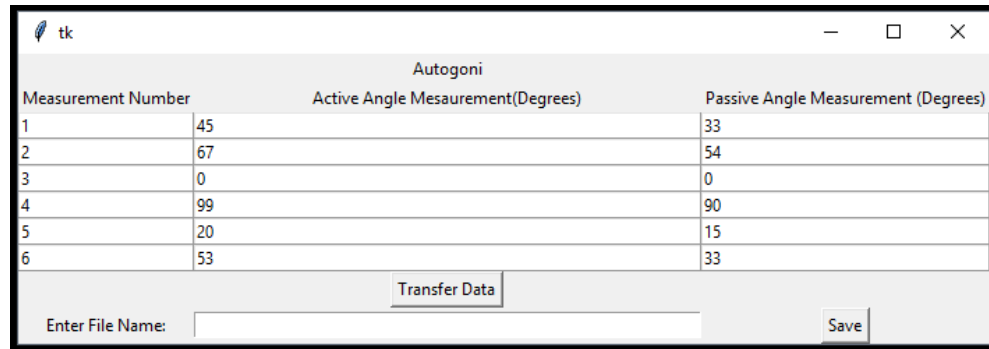 tk
Autogoni
Measurement Number Active Angle Mesaurement(Degrees) Passive Angle Measurement (Degrees)
1 45 33
2 67 54
3 0 0
4 99 90
5 20 15
6 53 33
Transfer Data
Enter File Name: Save